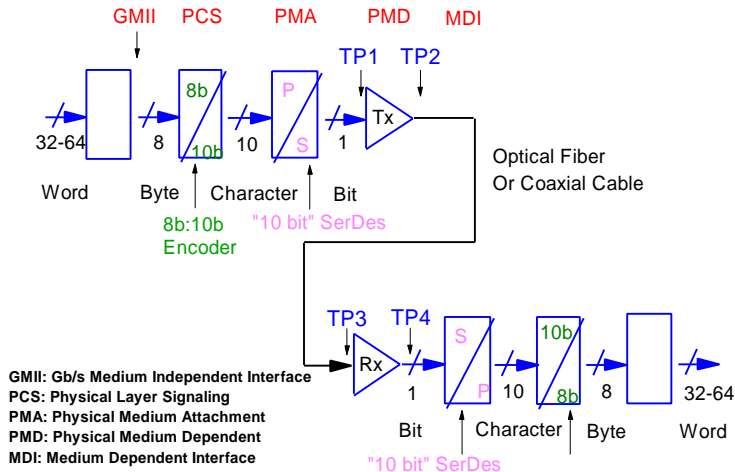 GMII PCS PMA PMD MDI
TP1 TP2
8b P
Tx
10b S
32-64 8 10 1
Optical Fiber
Or Coaxial Cable
Word Byte Character Bit
8b:10b
Encoder
"10 bit" SerDes
TP3 TP4
S 10b
Rx
P 8b
1 10 8 32-64
Bit Character Byte Word
"10 bit" SerDes
GMII: Gb/s Medium Independent Interface
PCS: Physical Layer Signaling
PMA: Physical Medium Attachment
PMD: Physical Medium Dependent
MDI: Medium Dependent Interface